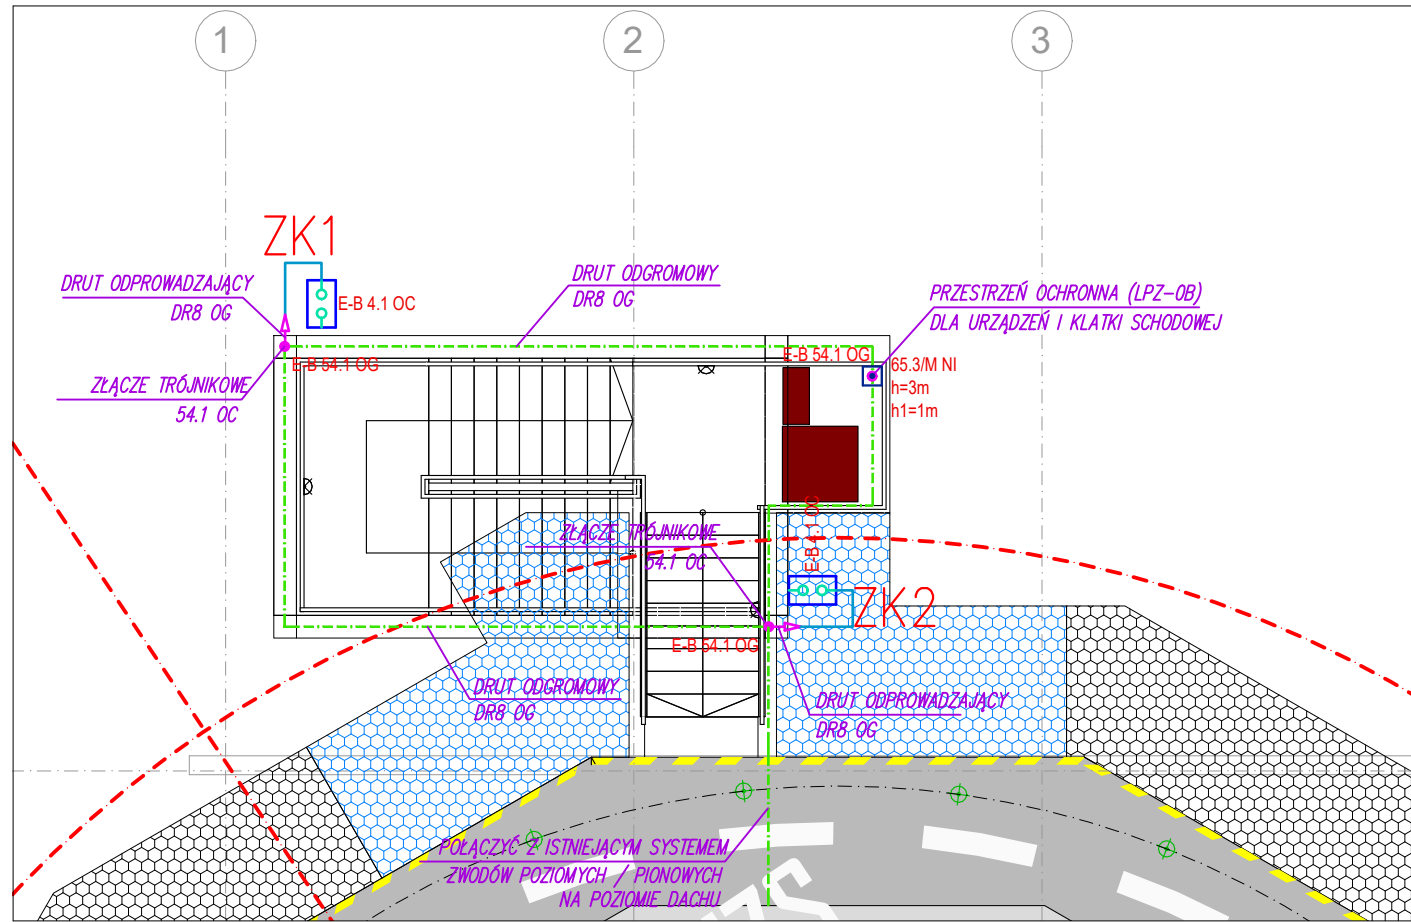 1
2
3
ZK1
DRUT ODPROWADZAJĄCY
DR8 OG
E-B 4.1 OC
DRUT ODGROMOWY
DR8 OG
PRZESTRZEŃ OCHRONNA (LPZ-0B)
DLA URZĄDZEŃ I KLATKI SCHODOWEJ
E-B 54.1 OG
E-B 54.1 OG
65.3/M NI
h=3m
h1=1m
ZŁĄCZE TRÓJNIKOWE
54.1 OC
ZŁĄCZE TRÓJNIKOWE
54.1 OC
E-B 4.1 OC
ZK2
E-B 54.1 OG
DRUT ODGROMOWY
DR8 OG
DRUT ODPROWADZAJĄCY
DR8 OG
POŁĄCZYĆ Z ISTNIEJĄCYM SYSTEMEM
ZWODÓW POZIOMYCH / PIONOWYCH
NA POZIOMIE DACHU